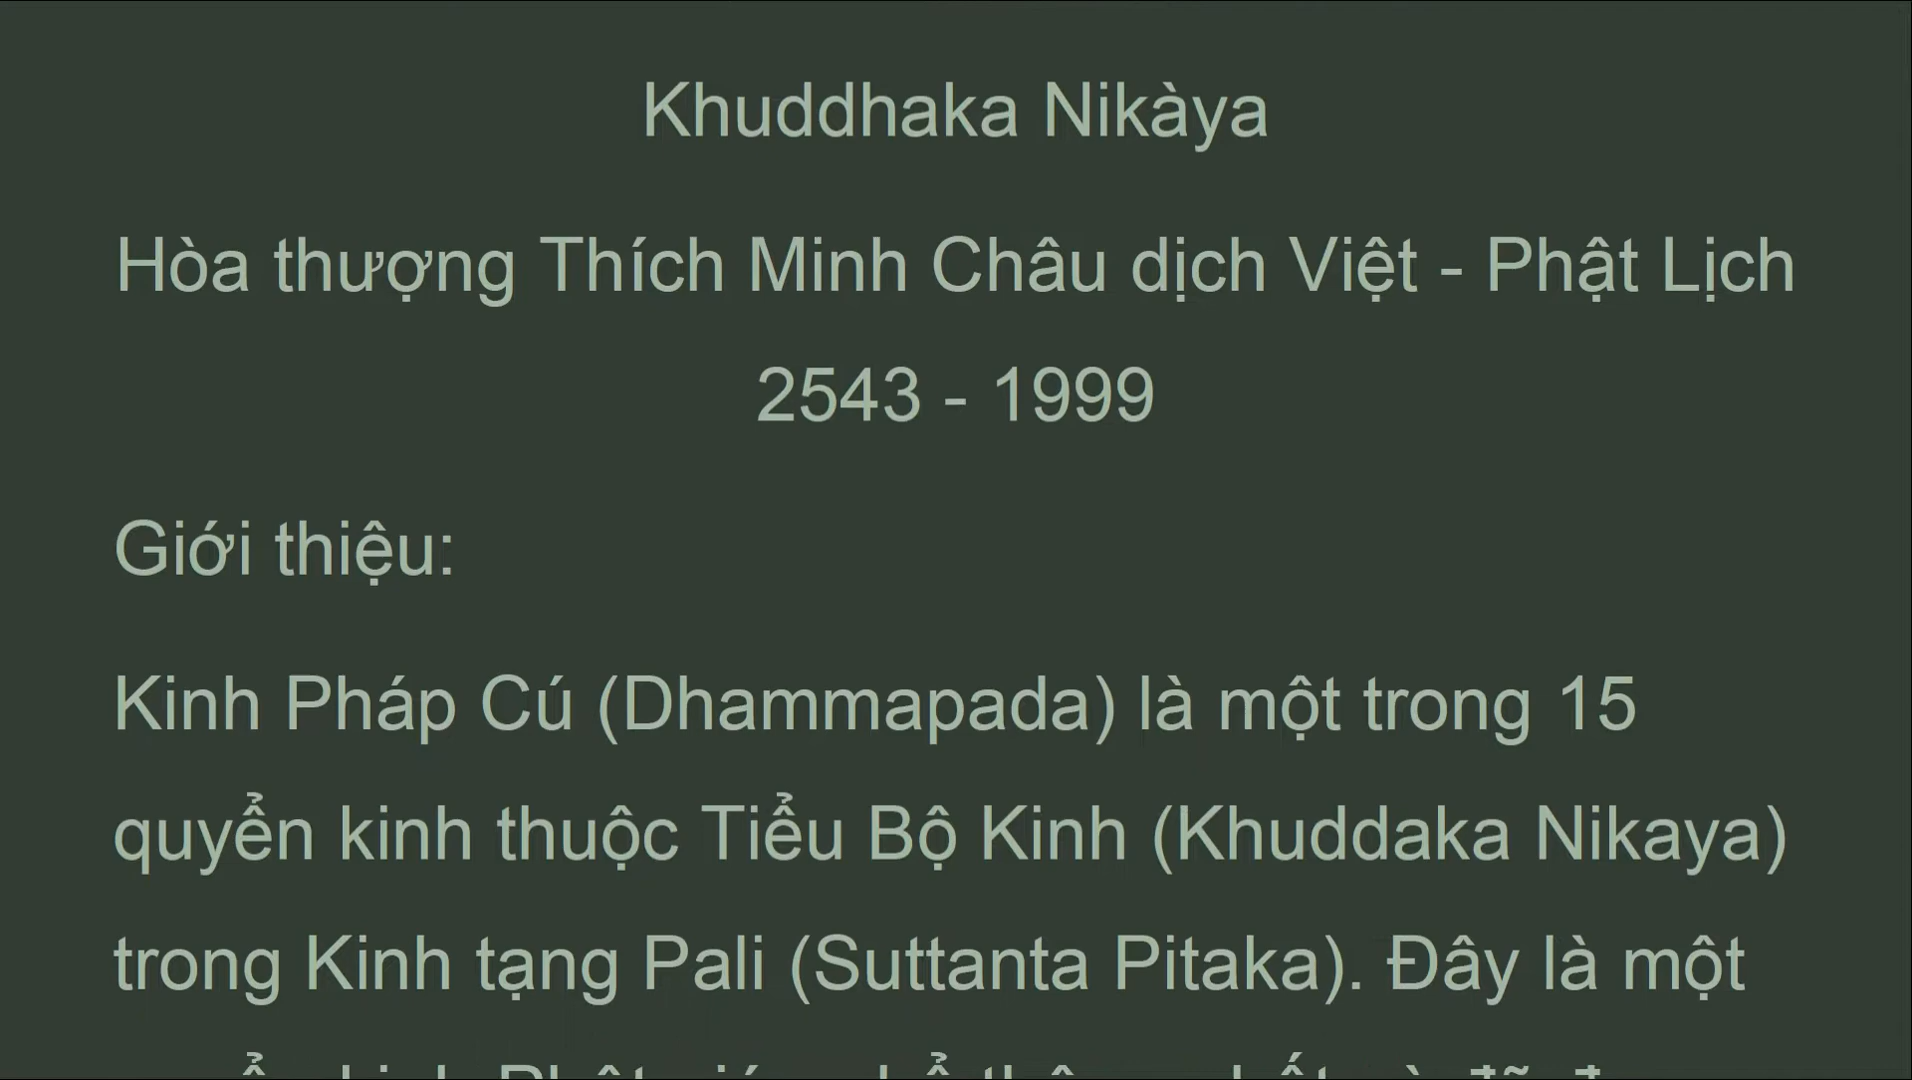 Khuddhaka Nikàya
Hòa thượng Thích Minh Châu dịch Việt - Phật Lịch
2543 - 1999
Giới thiệu:
Kinh Pháp Cú (Dhammapada) là một trong 15
quyển kinh thuộc Tiểu Bộ Kinh (Khuddaka Nikaya)
trong Kinh tạng Pali (Suttanta Pitaka). Đây là một